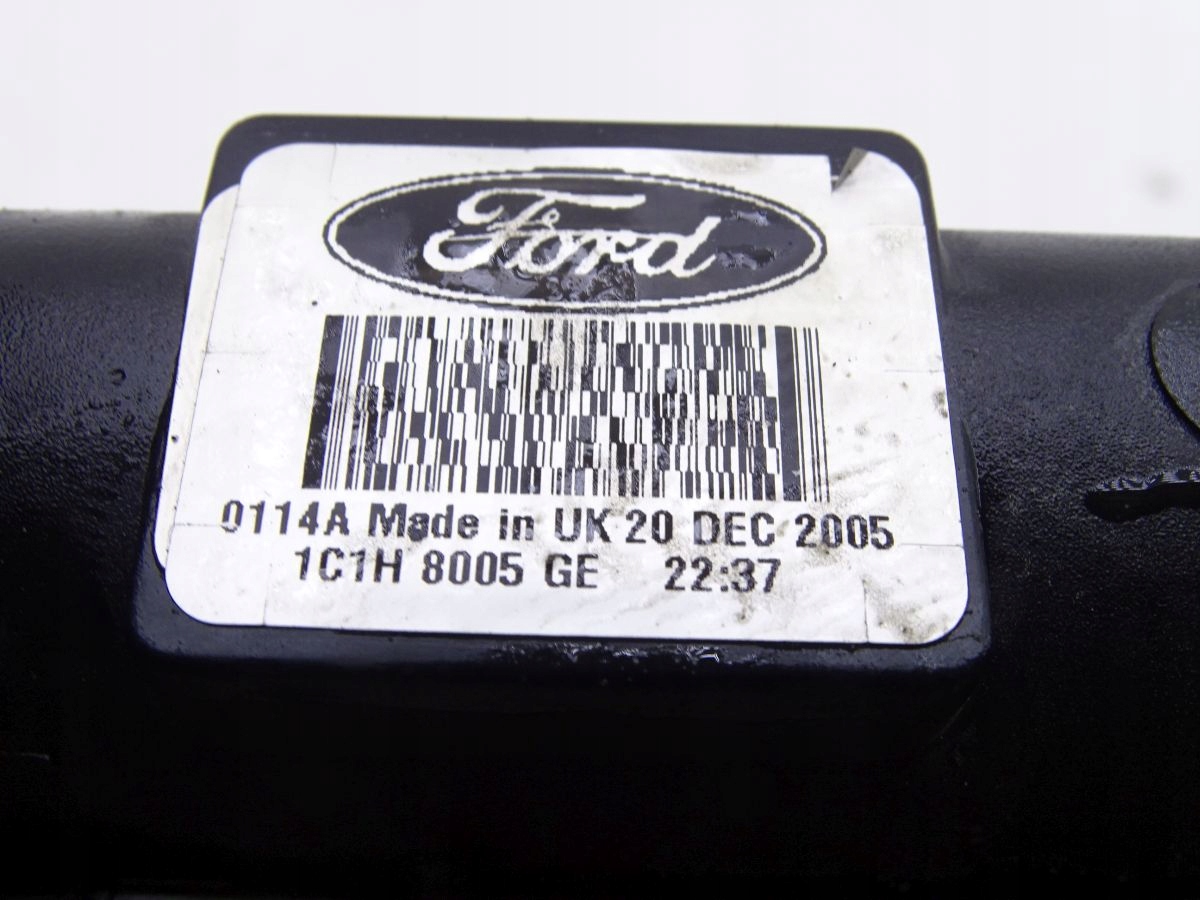 Ford
0114A Made in UK 20 DEC 2005
1C1H 8005 GE 22:37